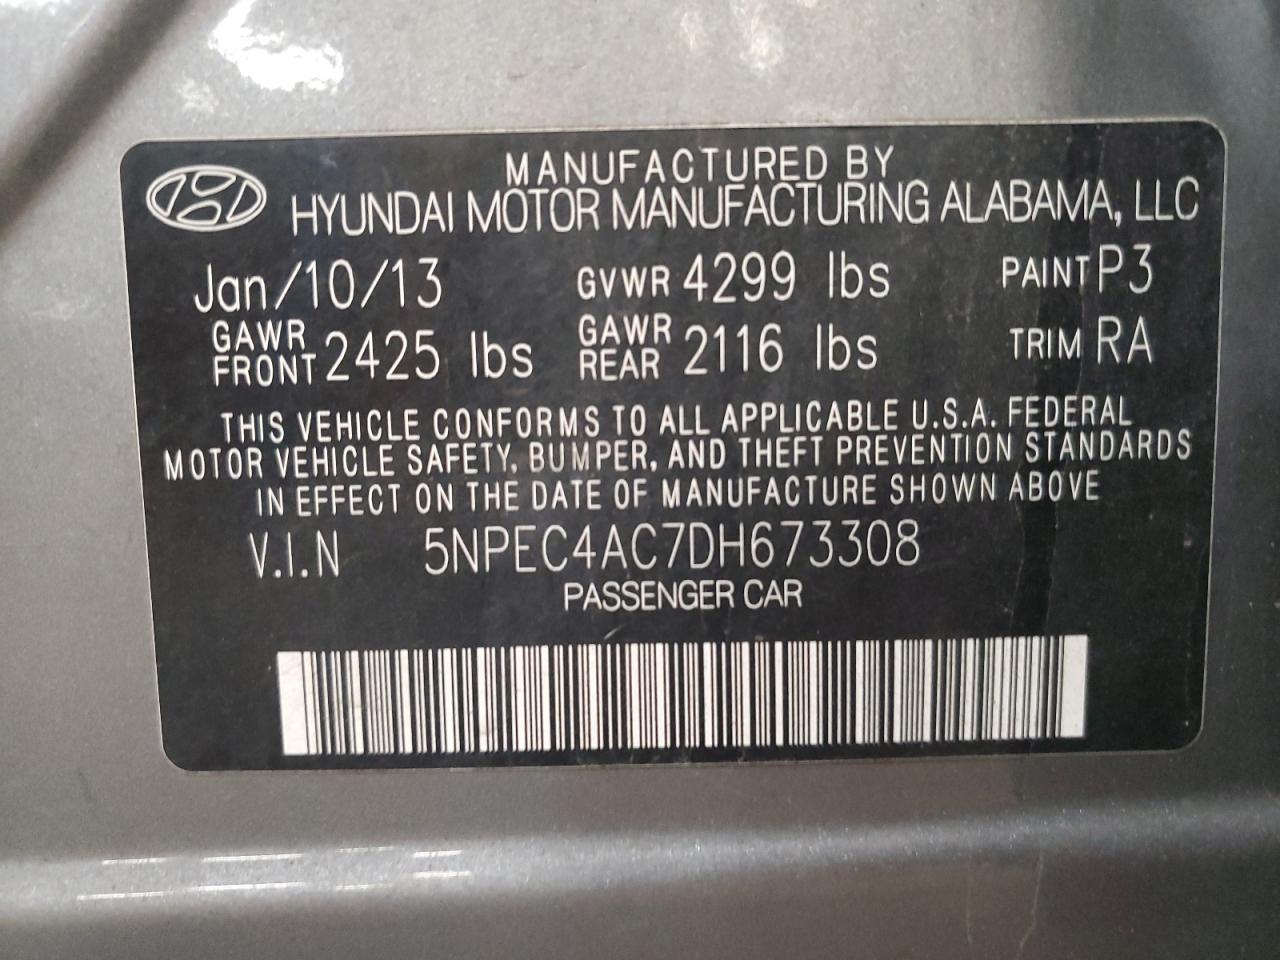 MANUFACTURED BY
HYUNDAI MOTOR MANUFACTURING ALABAMA, LLC
Jan/10/13 GVWR 4299 lbs PAINT P3
GAWR FRONT 2425 lbs GAWR REAR 2116 lbs TRIM RA
THIS VEHICLE CONFORMS TO ALL APPLICABLE U.S.A. FEDERAL
MOTOR VEHICLE SAFETY, BUMPER, AND THEFT PREVENTION STANDARDS
IN EFFECT ON THE DATE OF MANUFACTURE SHOWN ABOVE
V.I.N 5NPEC4AC7DH673308
PASSENGER CAR